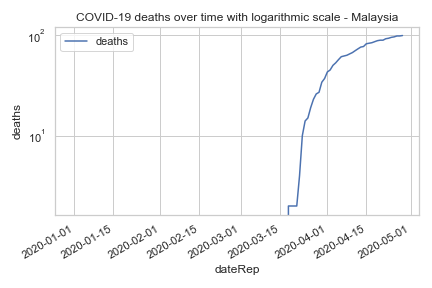 COVID-19 deaths over time with logarithmic scale - Malaysia
deaths
10²
10¹
deaths
2020-01-01
2020-01-15
2020-02-01
2020-02-15
2020-03-01
2020-03-15
2020-04-01
2020-04-15
2020-05-01
dateRep